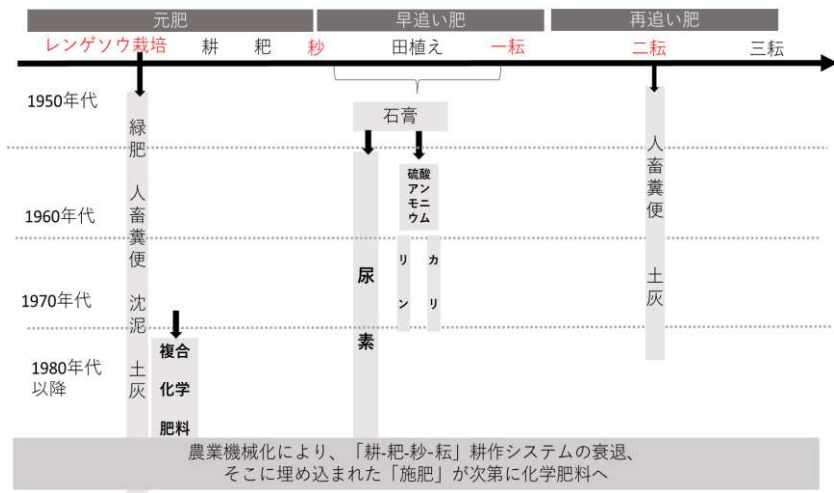 元肥
早追い肥
再追い肥
レンゲソウ栽培 耕 耙 耖 田植え 一耘 二耘 三耘
1950年代
石膏
緑肥 人畜糞便 沈泥 土灰
人畜糞便 土灰
硫酸
アン
モニ
ウム
1960年代
尿素
リン
カリ
1970年代
複合
化学
肥料
1980年代
以降
農業機械化により、「耕-耙-耖-耘」耕作システムの衰退、
そこに埋め込まれた「施肥」が次第に化学肥料へ